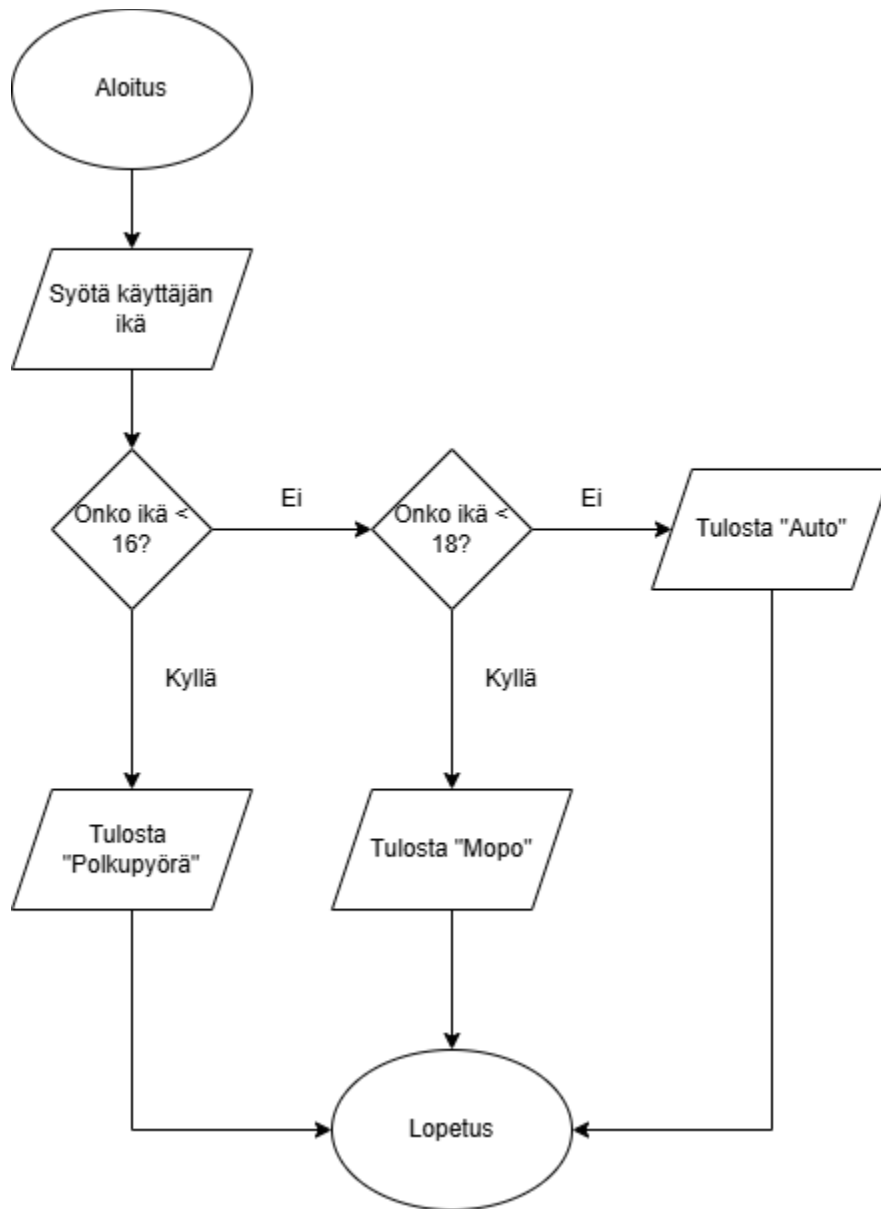 Aloitus
Syötä käyttäjän
ikä
Onko ikä <
16?
Ei
Onko ikä <
18?
Ei
Tulosta "Auto"
Kyllä
Kyllä
Tulosta
"Polkupyörä"
Tulosta "Mopo"
Lopetus